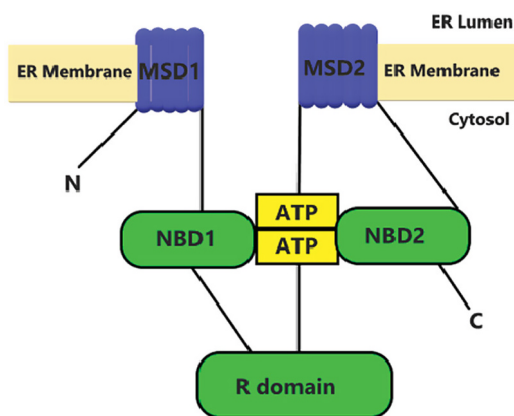 ER Lumen
ER Membrane
MSD1
MSD2
ER Membrane
Cytosol
N
ATP
NBD1
ATP
NBD2
C
R domain